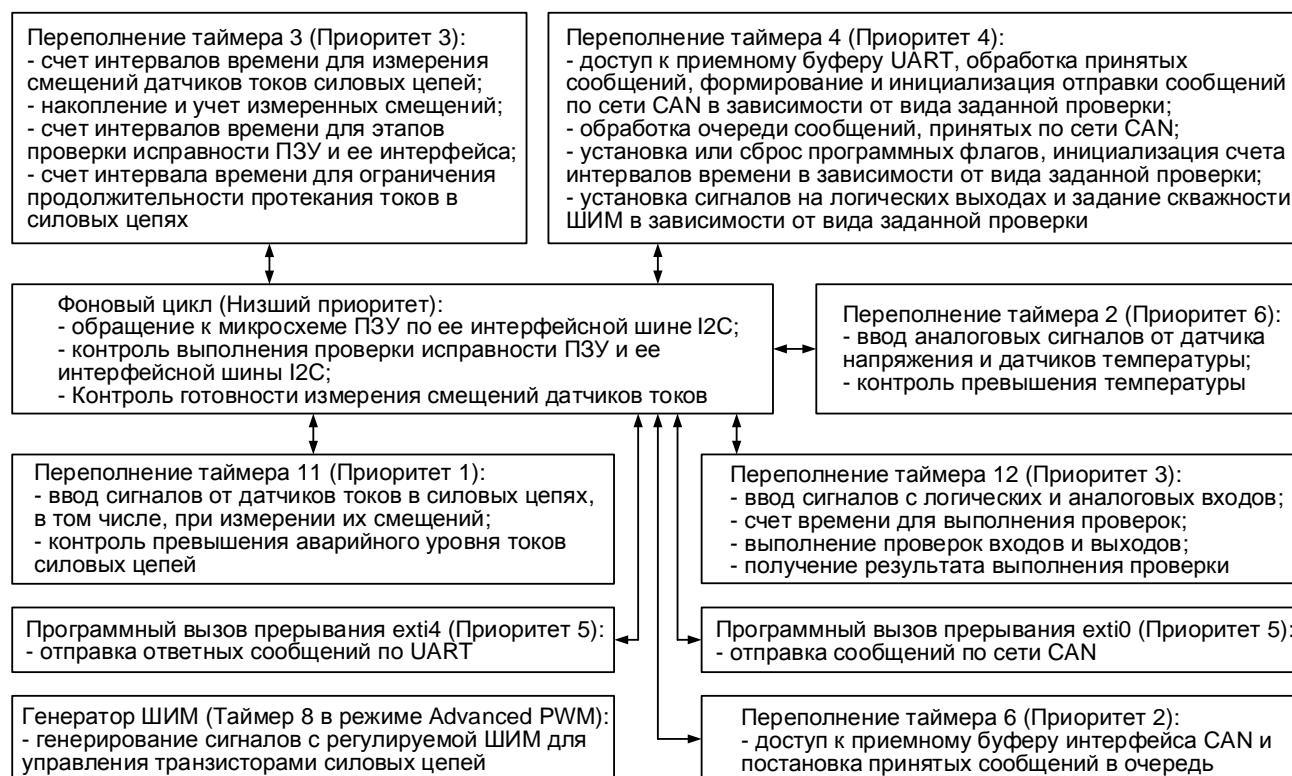 Переполнение таймера 3 (Приоритет 3):
- счет интервалов времени для измерения
смещений датчиков токов силовых цепей;
- накопление и учет измеренных смещений;
- счет интервалов времени для этапов
проверки исправности ПЗУ и ее интерфейса;
- счет интервала времени для ограничения
продолжительности протекания токов в
силовых цепях
Переполнение таймера 4 (Приоритет 4):
- доступ к приемному буферу UART, обработка принятых
сообщений, формирование и инициализация отправки сообщений
по сети CAN в зависимости от вида заданной проверки;
- обработка очереди сообщений, принятых по сети CAN;
- установка или сброс программных флагов, инициализация счета
интервалов времени в зависимости от вида заданной проверки;
- установка сигналов на логических выходах и задание скважности
ШИМ в зависимости от вида заданной проверки
Фоновый цикл (Низший приоритет):
- обращение к микросхеме ПЗУ по ее интерфейсной шине I2C;
- контроль выполнения проверки исправности ПЗУ и ее
интерфейсной шины I2C;
- Контроль готовности измерения смещений датчиков токов
Переполнение таймера 2 (Приоритет 6):
- ввод аналоговых сигналов от датчика
напряжения и датчиков температуры;
- контроль превышения температуры
Переполнение таймера 11 (Приоритет 1):
- ввод сигналов от датчиков токов в силовых цепях,
в том числе, при измерении их смещений;
- контроль превышения аварийного уровня токов
силовых цепей
Переполнение таймера 12 (Приоритет 3):
- ввод сигналов с логических и аналоговых входов;
- счет времени для выполнения проверок;
- выполнение проверок входов и выходов;
- получение результата выполнения проверки
Программный вызов прерывания exti4 (Приоритет 5):
- отправка ответных сообщений по UART
Программный вызов прерывания exti0 (Приоритет 5):
- отправка сообщений по сети CAN
Генератор ШИМ (Таймер 8 в режиме Advanced PWM):
- генерирование сигналов с регулируемой ШИМ для
управления транзисторами силовых цепей
Переполнение таймера 6 (Приоритет 2):
- доступ к приемному буферу интерфейса CAN и
постановка принятых сообщений в очередь